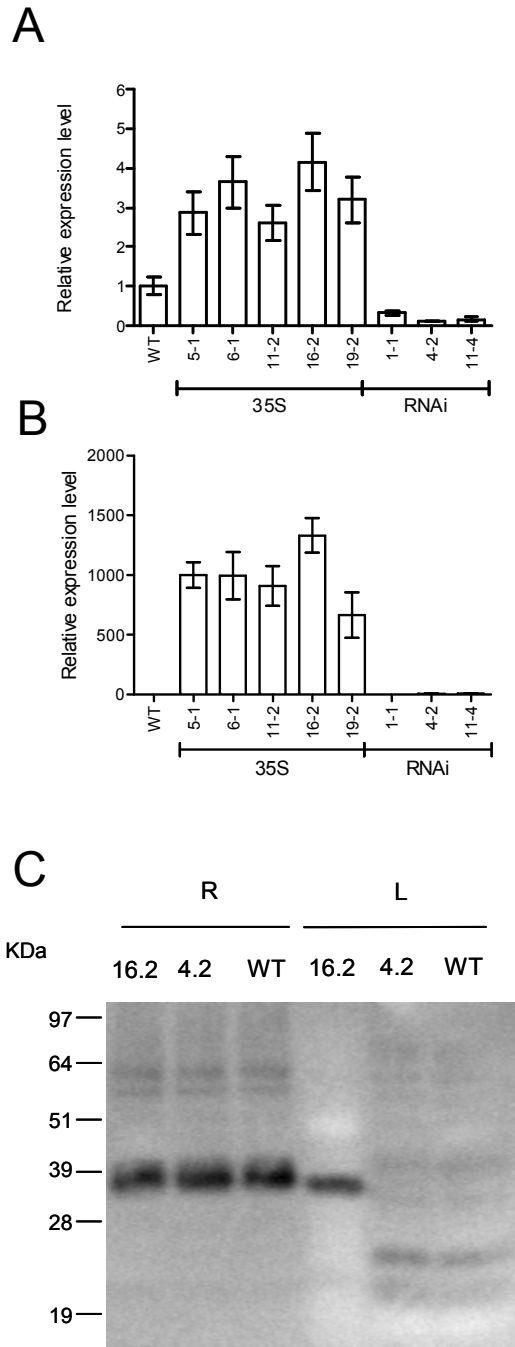 A
Relative expression level
6
5
4
3
2
1
0
WT
5-1
6-1
11-2
16-2
19-2
1-1
4-2
11-4
35S
RNAi
B
Relative expression level
2000
1500
1000
500
0
WT
5-1
6-1
11-2
16-2
19-2
1-1
4-2
11-4
35S
RNAi
C
R L
KDa
16.2 4.2 WT 16.2 4.2 WT
97
64
51
39
28
19